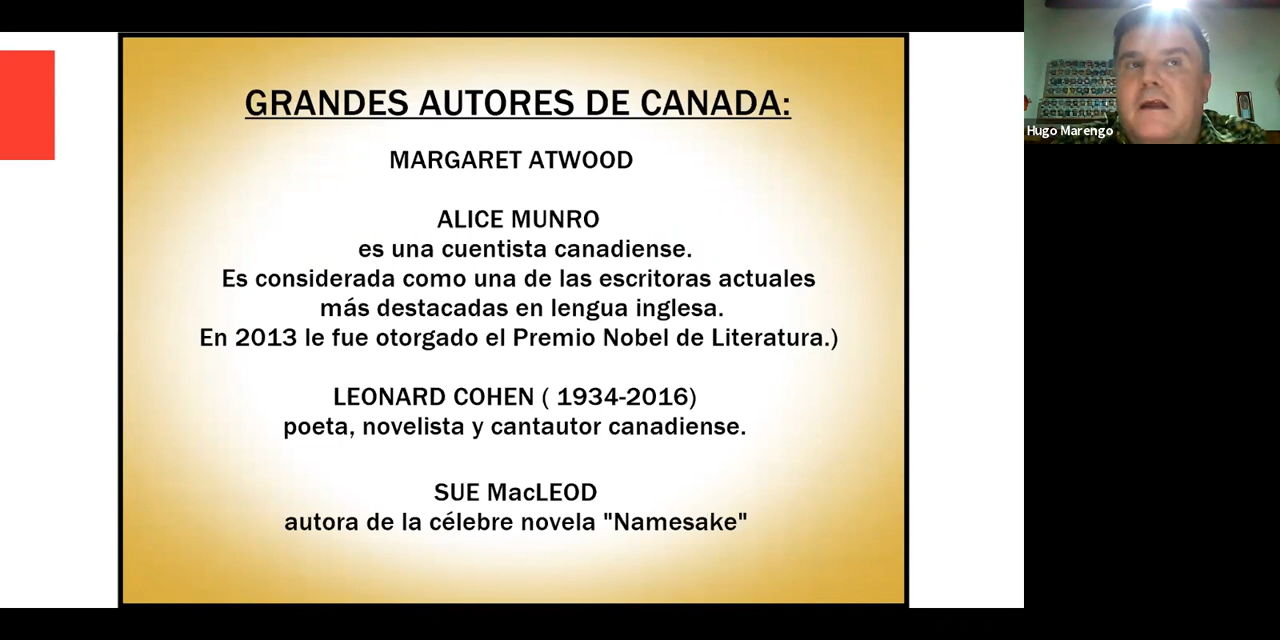 GRANDES AUTORES DE CANADA:
MARGARET ATWOOD
ALICE MUNRO
es una cuentista canadiense.
Es considerada como una de las escritoras actuales
más destacadas en lengua inglesa.
En 2013 le fue otorgado el Premio Nobel de Literatura.)
LEONARD COHEN ( 1934-2016)
poeta, novelista y cantautor canadiense.
SUE MacLEOD
autora de la célebre novela "Namesake"
Hugo Marengo